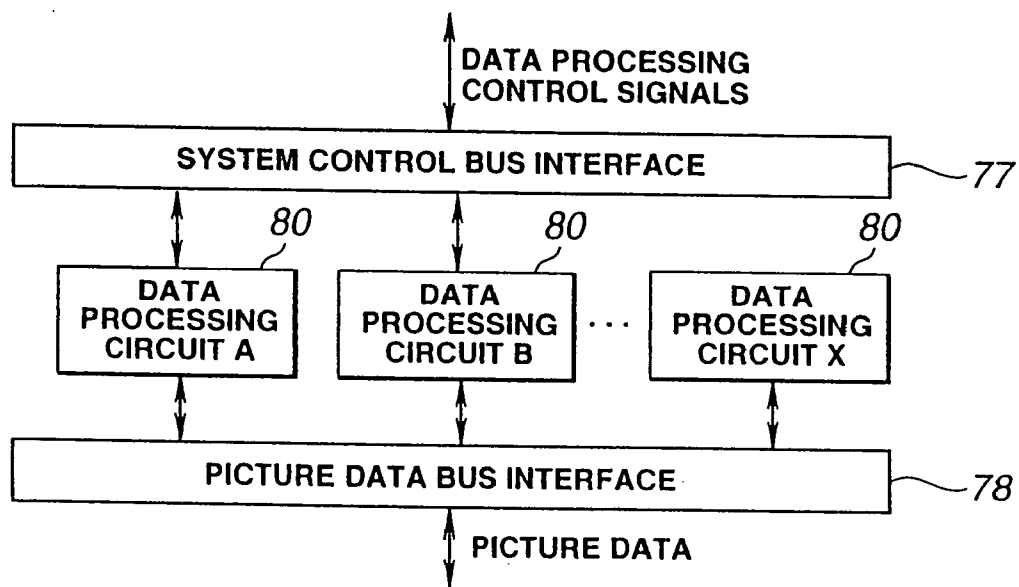 DATA PROCESSING
CONTROL SIGNALS
SYSTEM CONTROL BUS INTERFACE
77
80
80
80
DATA
PROCESSING
CIRCUIT A
DATA
PROCESSING
CIRCUIT B
. . .
DATA
PROCESSING
CIRCUIT X
PICTURE DATA BUS INTERFACE
78
PICTURE DATA